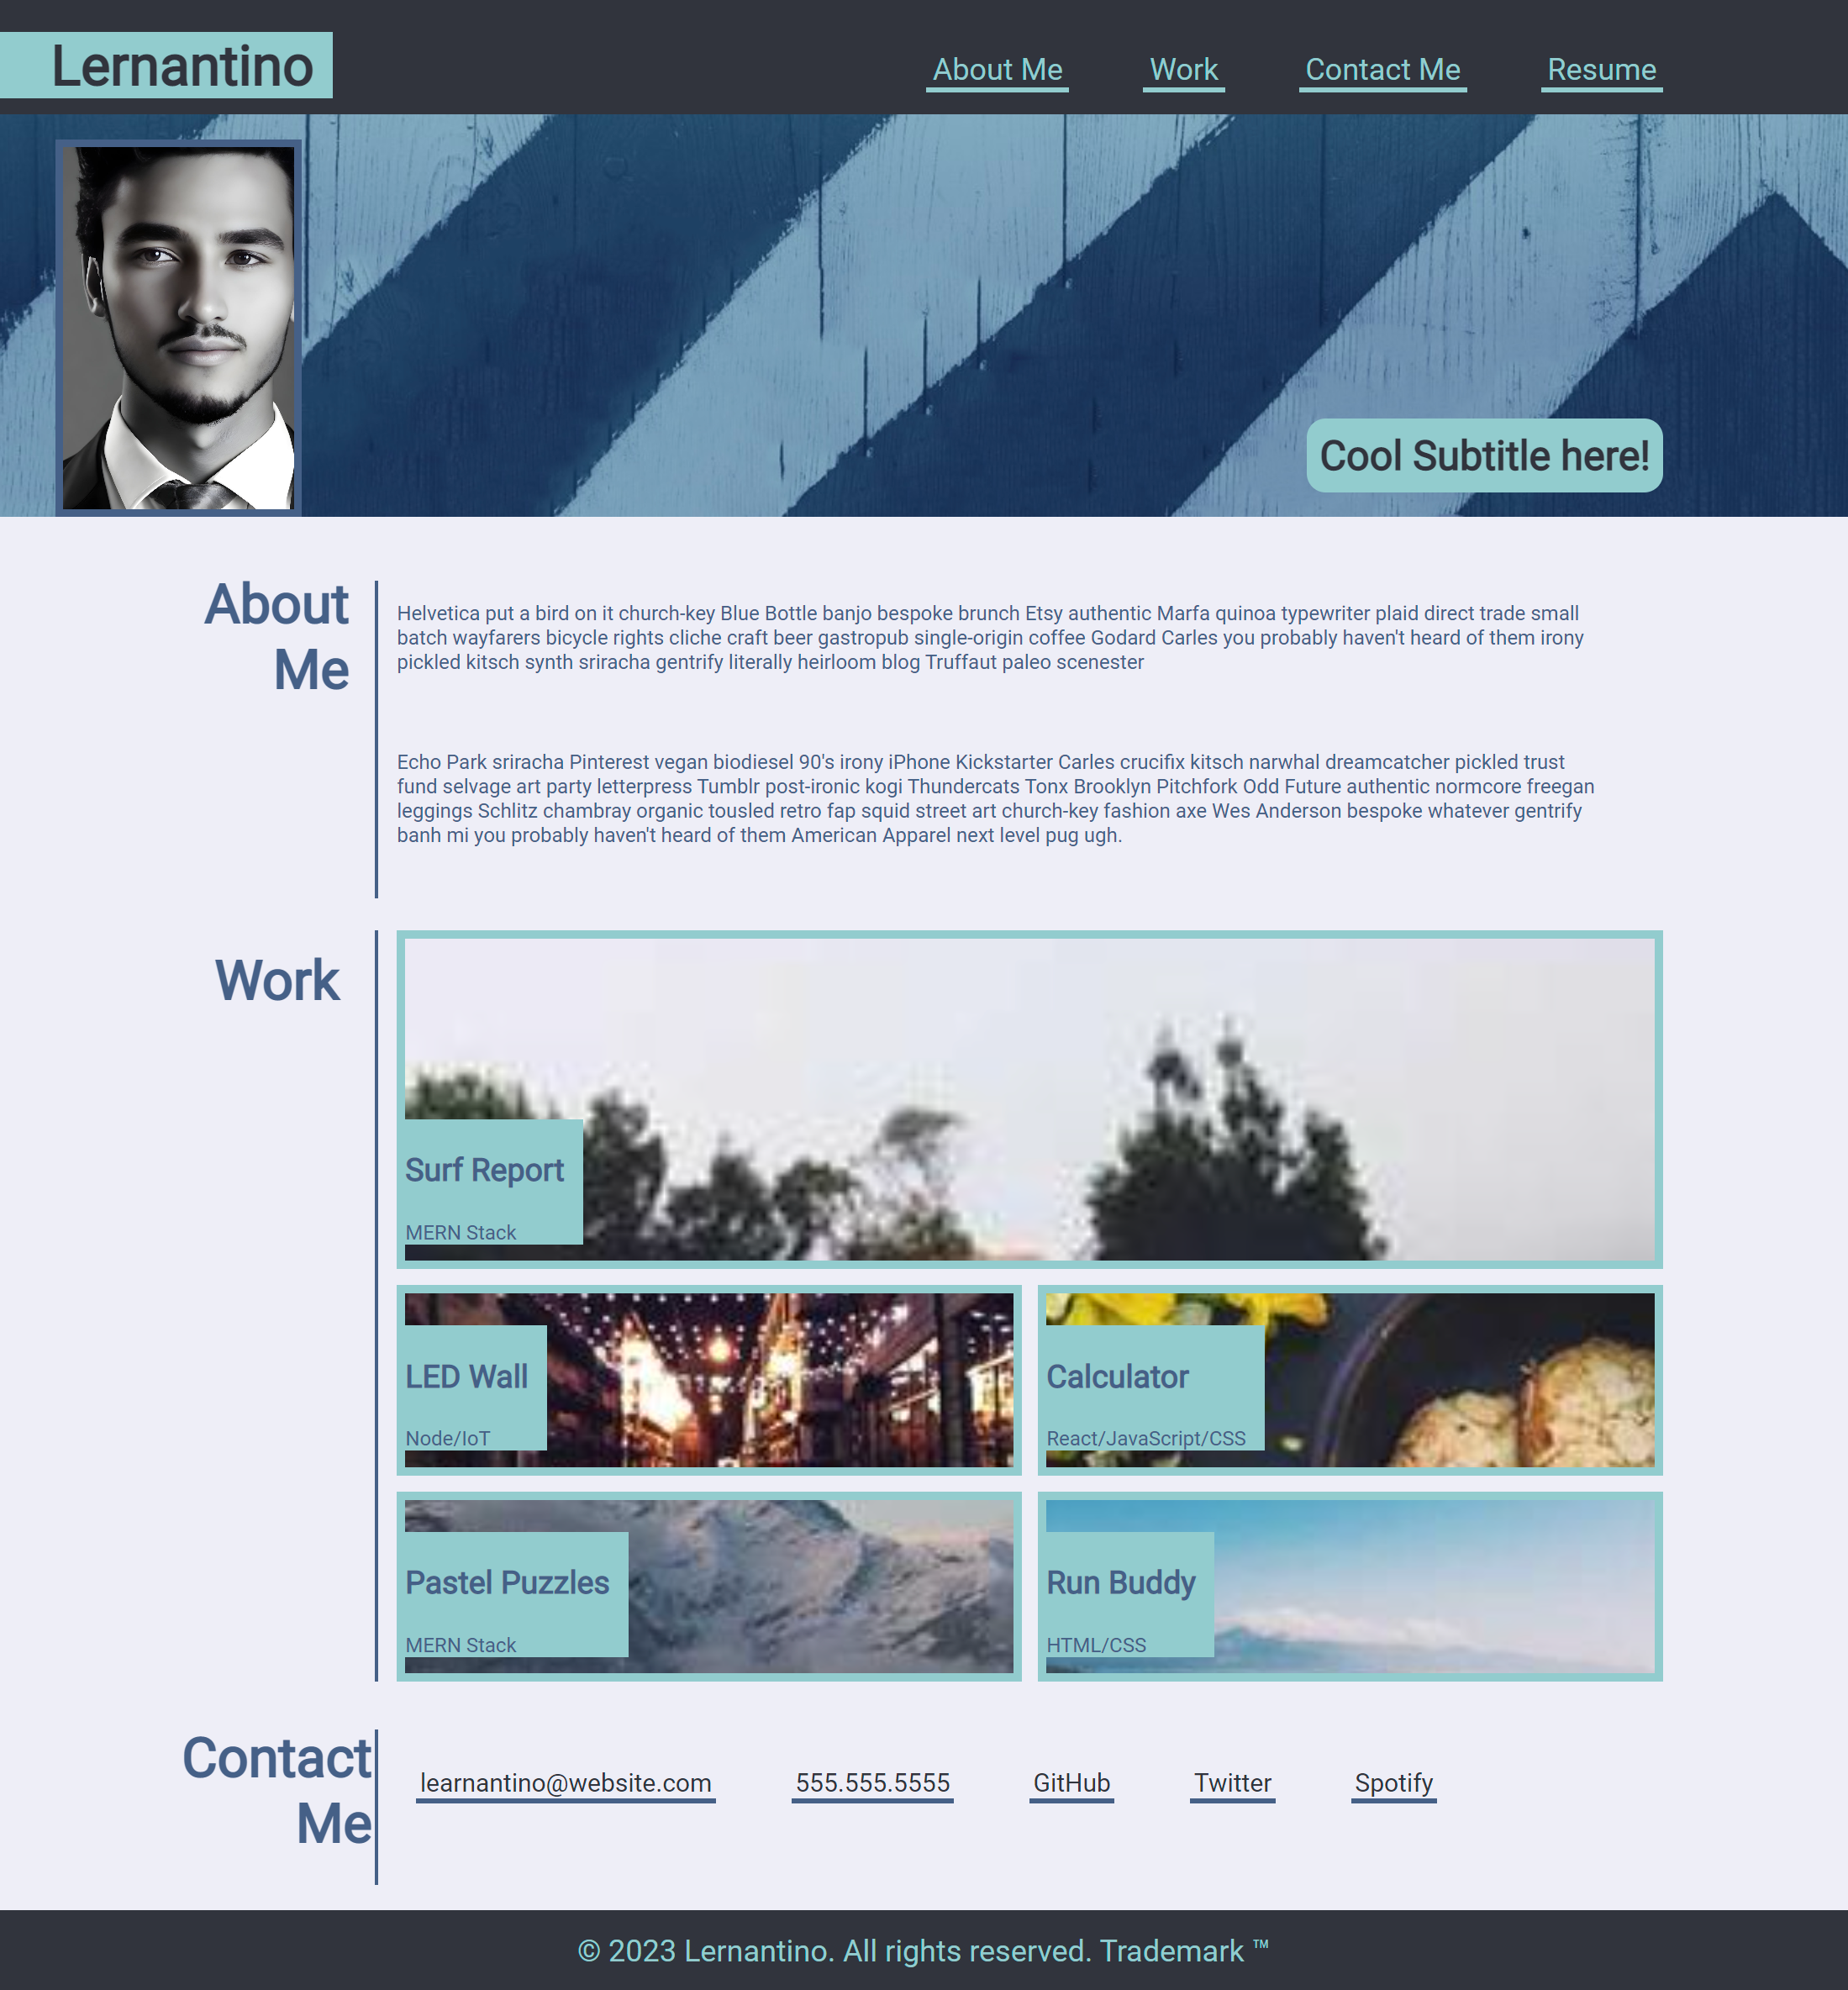 Lernantino
About Me
Work
Contact Me
Resume
Cool Subtitle here!
About
Me
Helvetica put a bird on it church-key Blue Bottle banjo bespoke brunch Etsy authentic Marfa quinoa typewriter plaid direct trade small
batch wayfarers bicycle rights cliche craft beer gastropub single-origin coffee Godard Carles you probably haven't heard of them irony
pickled kitsch synth sriracha gentrify literally heirloom blog Truffaut paleo scenester
Echo Park sriracha Pinterest vegan biodiesel 90's irony iPhone Kickstarter Carles crucifix kitsch narwhal dreamcatcher pickled trust
fund selvage art party letterpress Tumblr post-ironic kogi Thundercats Tonx Brooklyn Pitchfork Odd Future authentic normcore freegan
leggings Schlitz chambray organic tousled retro fap squid street art church-key fashion axe Wes Anderson bespoke whatever gentrify
banh mi you probably haven't heard of them American Apparel next level pug ugh.
Work
Surf Report
MERN Stack
LED Wall
Node/IoT
Calculator
React/JavaScript/CSS
Pastel Puzzles
MERN Stack
Run Buddy
HTML/CSS
Contact
Me
learnantino@website.com
555.555.5555
GitHub
Twitter
Spotify
© 2023 Lernantino. All rights reserved. Trademark ™